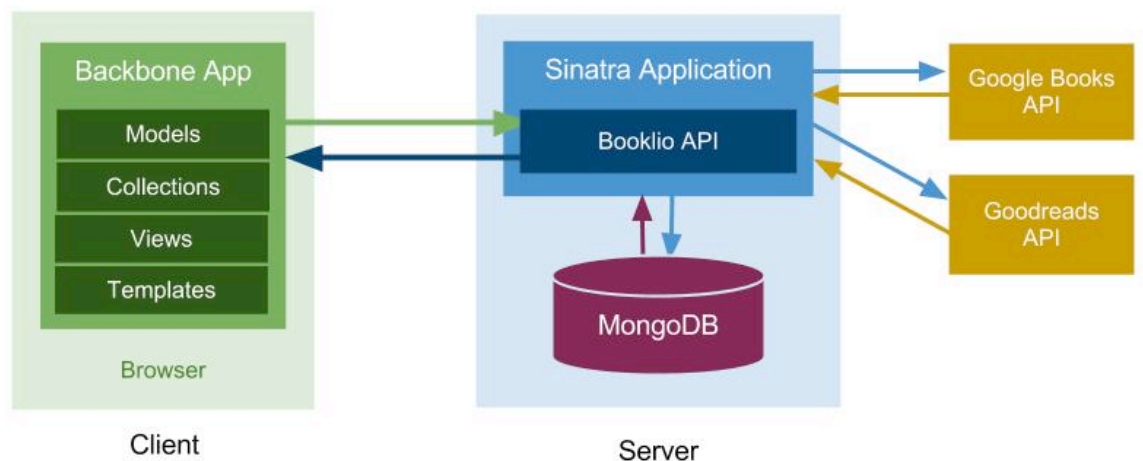 Backbone App
Models
Collections
Views
Templates
Browser
Client
Sinatra Application
Booklio API
MongoDB
Server
Google Books
API
Goodreads
API